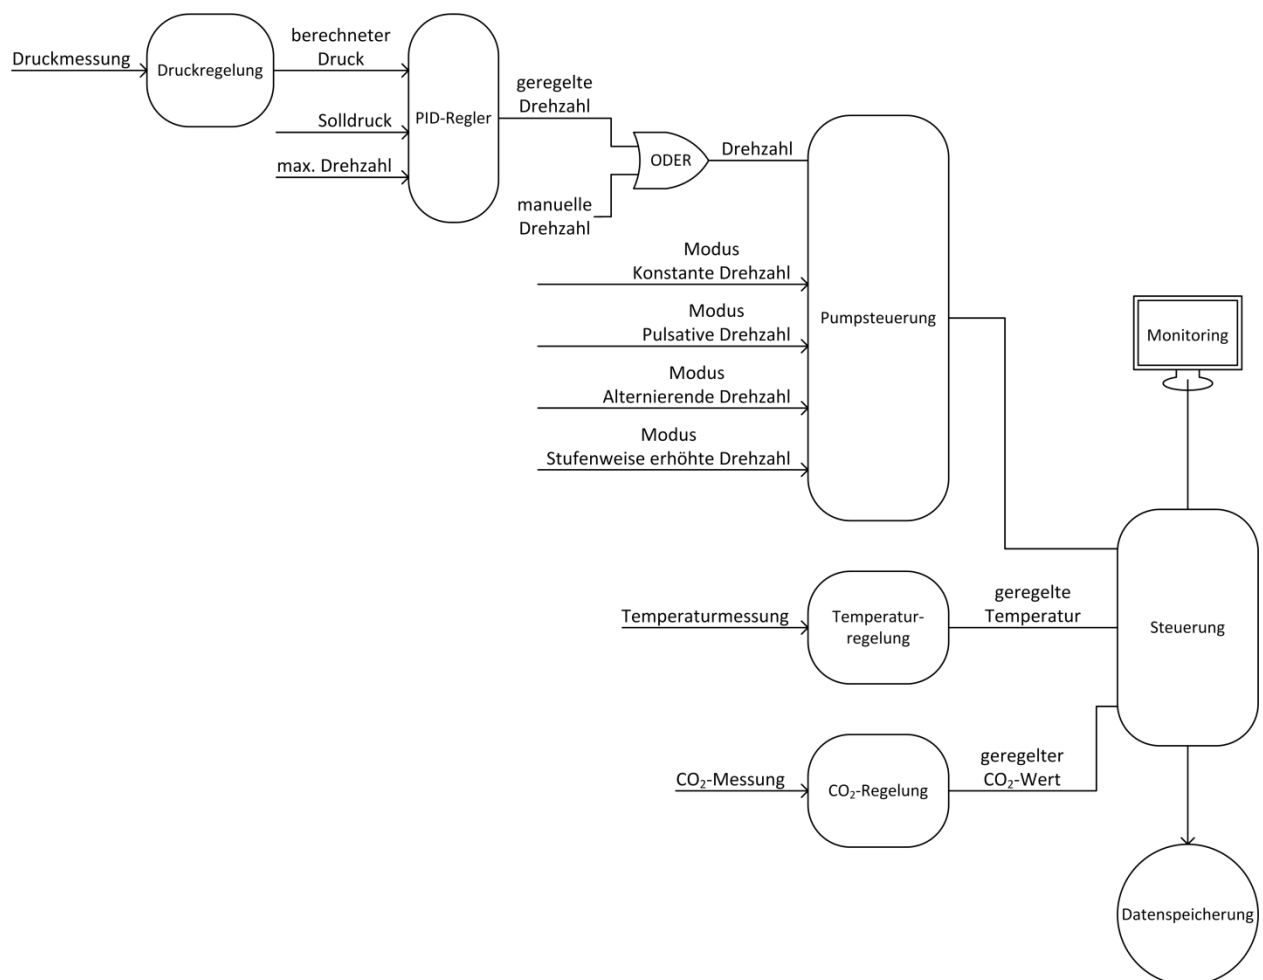 Druckmessung
Druckregelung
berechneter
Druck
Solldruck
max. Drehzahl
PID-Regler
geregelte
Drehzahl
manuelle
Drehzahl
ODER
Drehzahl
Modus
Konstante Drehzahl
Modus
Pulsative Drehzahl
Modus
Alternierende Drehzahl
Modus
Stufenweise erhöhte Drehzahl
Pumpsteuerung
Monitoring
Temperaturmessung
Temperatur-
regelung
geregelte
Temperatur
Steuerung
CO₂-Messung
CO₂-Regelung
geregelter
CO₂-Wert
Datenspeicherung